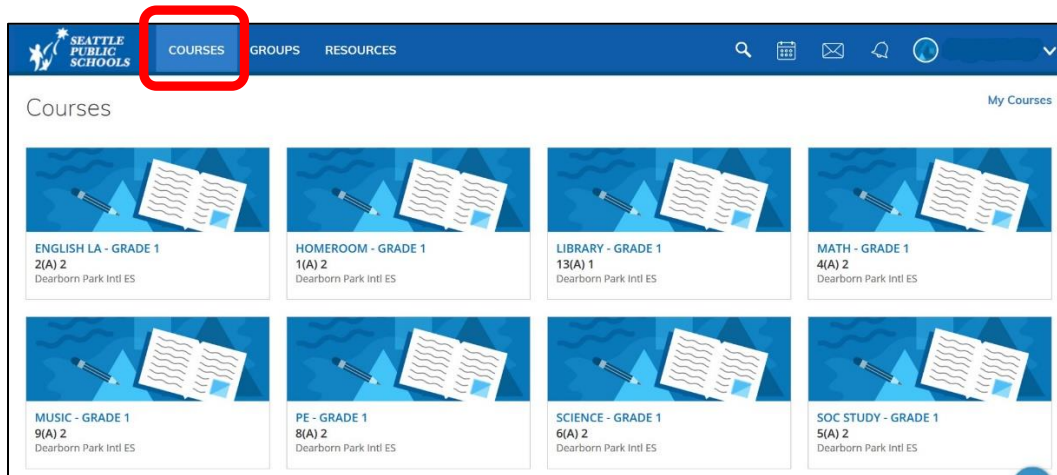 SEATTLE
PUBLIC
SCHOOLS
COURSES GROUPS RESOURCES
Courses
My Courses
ENGLISH LA - GRADE 1
2(A) 2
Dearborn Park Intl ES
HOMEROOM - GRADE 1
1(A) 2
Dearborn Park Intl ES
LIBRARY - GRADE 1
13(A) 1
Dearborn Park Intl ES
MATH - GRADE 1
4(A) 2
Dearborn Park Intl ES
MUSIC - GRADE 1
9(A) 2
Dearborn Park Intl ES
PE - GRADE 1
8(A) 2
Dearborn Park Intl ES
SCIENCE - GRADE 1
6(A) 2
Dearborn Park Intl ES
SOC STUDY - GRADE 1
5(A) 2
Dearborn Park Intl ES